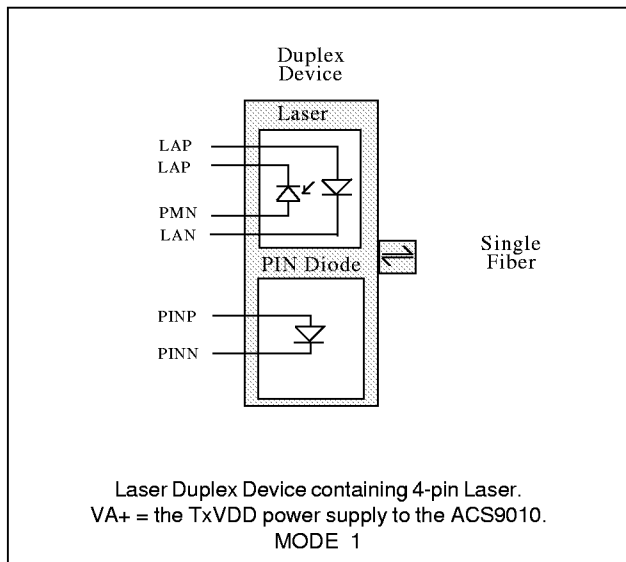 Duplex
Device
Laser
LAP
LAP
PMN
LAN
PIN Diode
Single
Fiber
PINP
PINN
Laser Duplex Device containing 4-pin Laser.
VA+ = the TxVDD power supply to the ACS9010.
MODE 1